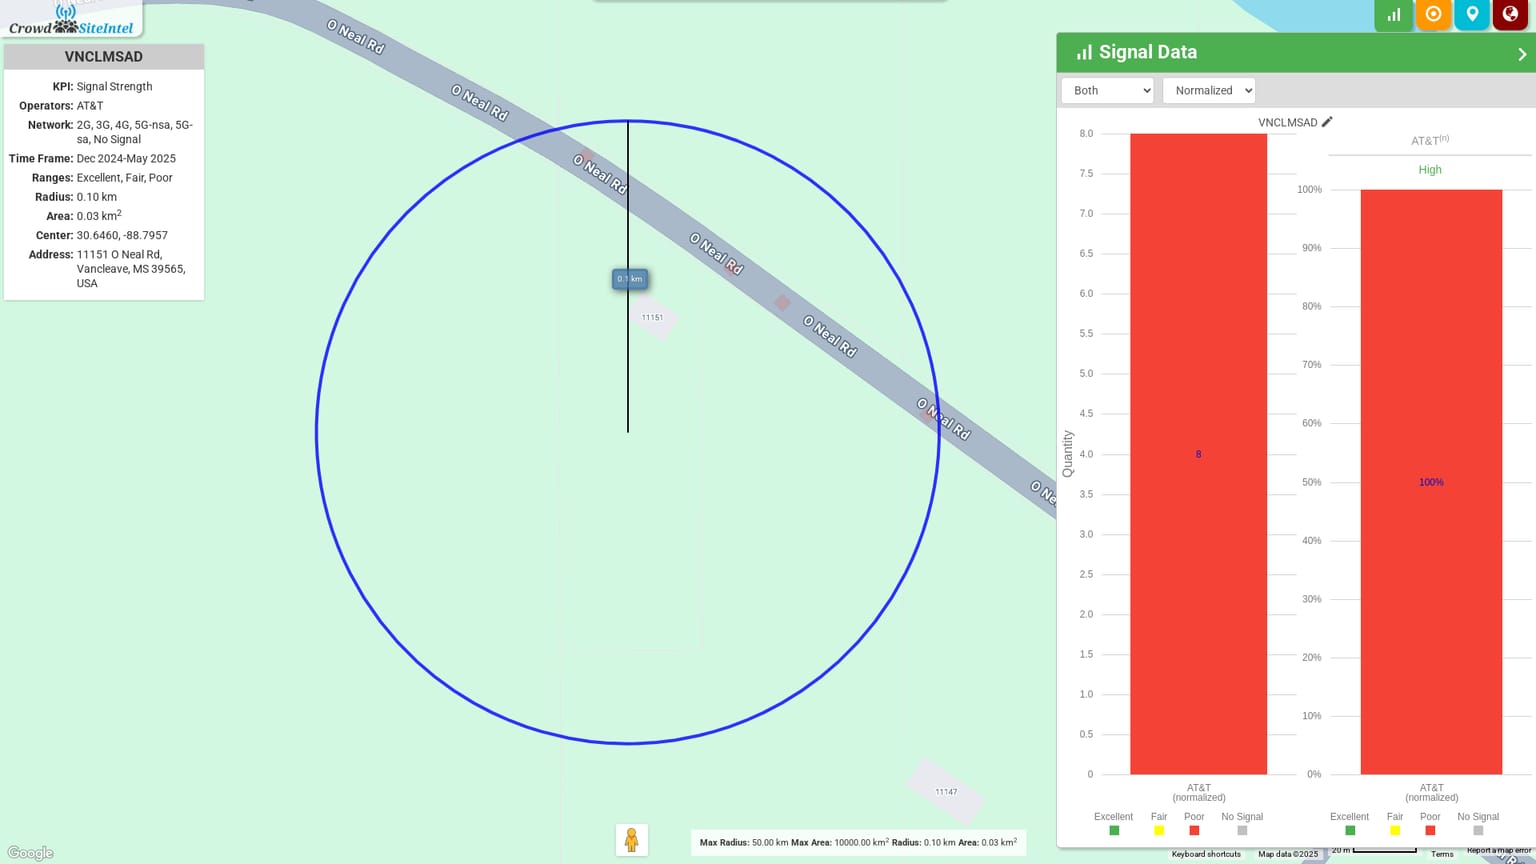 Crowd SiteIntel
VNCLMSAD
KPI: Signal Strength
Operators: AT&T
Network: 2G, 3G, 4G, 5G-nsa, 5G-
sa, No Signal
Time Frame: Dec 2024-May 2025
Ranges: Excellent, Fair, Poor
Radius: 0.10 km
Area: 0.03 km²
Center: 30.6460, -88.7957
Address: 11151 O Neal Rd,
Vancleave, MS 39565,
USA
O Neal Rd
O Neal Rd
O Neal Rd
O Neal Rd
0.1 km
11151
O Neal Rd
O Neal Rd
O Ne
11147
Google
Max Radius: 50.00 km Max Area: 10000.00 km² Radius: 0.10 km Area: 0.03 km²
Signal Data
Both
Normalized
VNCLMSAD
8.0
7.5
7.0
6.5
6.0
5.5
5.0
4.5
4.0
3.5
3.0
2.5
2.0
1.5
1.0
0.5
0
Quantity
8
AT&T
(normalized)
Excellent Fair Poor No Signal
AT&T(n)
High
100%
90%
80%
70%
60%
50%
40%
30%
20%
10%
0%
100%
AT&T
(normalized)
Excellent Fair Poor No Signal
Keyboard shortcuts Map data ©2025 20 m Terms Report a map error